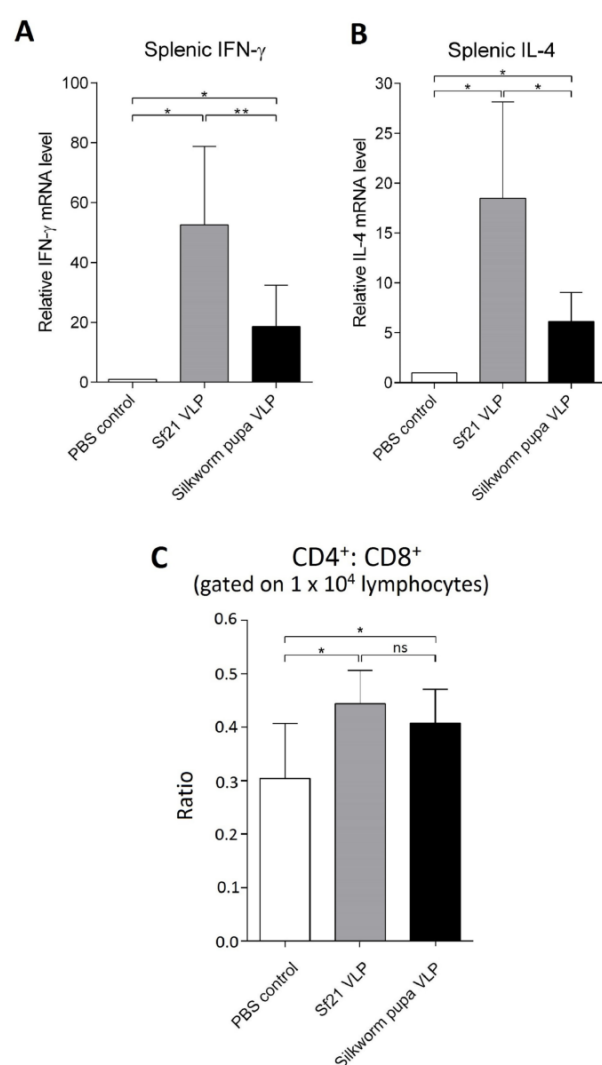 A
Splenic IFN-γ
Relative IFN-γ mRNA level
100
80
60
40
20
0
*
*
**
PBS control
Sf21 VLP
Silkworm pupa VLP
B
Splenic IL-4
Relative IL-4 mRNA level
30
25
20
15
10
5
0
*
*
*
PBS control
Sf21 VLP
Silkworm pupa VLP
C
CD4⁺: CD8⁺
(gated on 1 x 10⁴ lymphocytes)
Ratio
0.6
0.5
0.4
0.3
0.2
0.1
0.0
*
*
ns
PBS control
Sf21 VLP
Silkworm pupa VLP